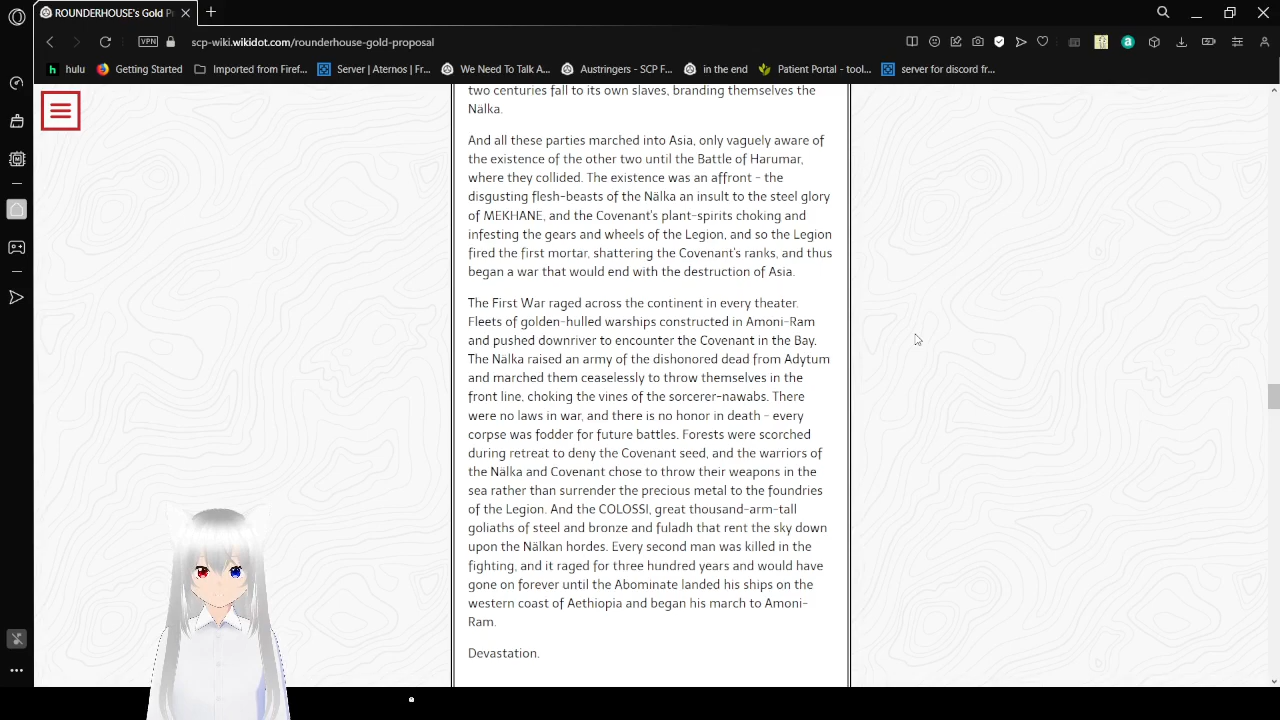 ROUNDERHOUSE's Gold Pr
VPN
scp-wiki.wikidot.com/rounderhouse-gold-proposal
hulu
Getting Started
Imported from Firef...
Server | Aternos | Fr...
We Need To Talk A...
Austringers - SCP F...
in the end
Patient Portal - tool...
server for discord fr...
two centuries fall to its own slaves, branding themselves the
Nälka.
And all these parties marched into Asia, only vaguely aware of
the existence of the other two until the Battle of Harumar,
where they collided. The existence was an affront - the
disgusting flesh-beasts of the Nälka an insult to the steel glory
of MEKHANE, and the Covenant's plant-spirits choking and
infesting the gears and wheels of the Legion, and so the Legion
fired the first mortar, shattering the Covenant's ranks, and thus
began a war that would end with the destruction of Asia.
The First War raged across the continent in every theater.
Fleets of golden-hulled warships constructed in Amoni-Ram
and pushed downriver to encounter the Covenant in the Bay.
The Nälka raised an army of the dishonored dead from Adytum
and marched them ceaselessly to throw themselves in the
front line, choking the vines of the sorcerer-nawabs. There
were no laws in war, and there is no honor in death - every
corpse was fodder for future battles. Forests were scorched
during retreat to deny the Covenant seed, and the warriors of
the Nälka and Covenant chose to throw their weapons in the
sea rather than surrender the precious metal to the foundries
of the Legion. And the COLOSSI, great thousand-arm-tall
goliaths of steel and bronze and fuladh that rent the sky down
upon the Nälkan hordes. Every second man was killed in the
fighting, and it raged for three hundred years and would have
gone on forever until the Abominate landed his ships on the
western coast of Aethiopia and began his march to Amoni-
Ram.
Devastation.